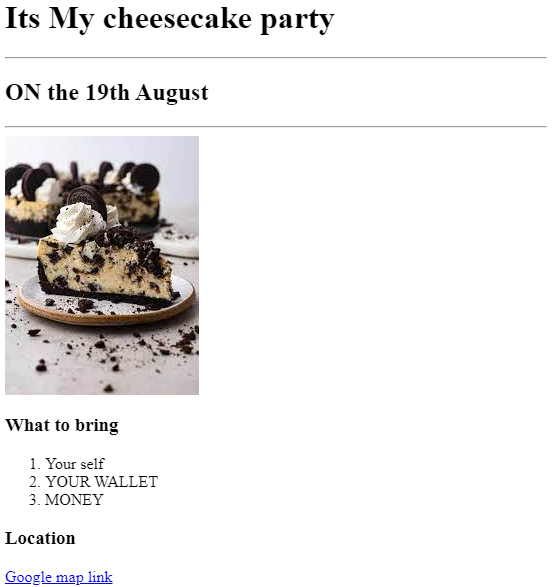 Its My cheesecake party
ON the 19th August
What to bring
1. Your self
2. YOUR WALLET
3. MONEY
Location
Google map link